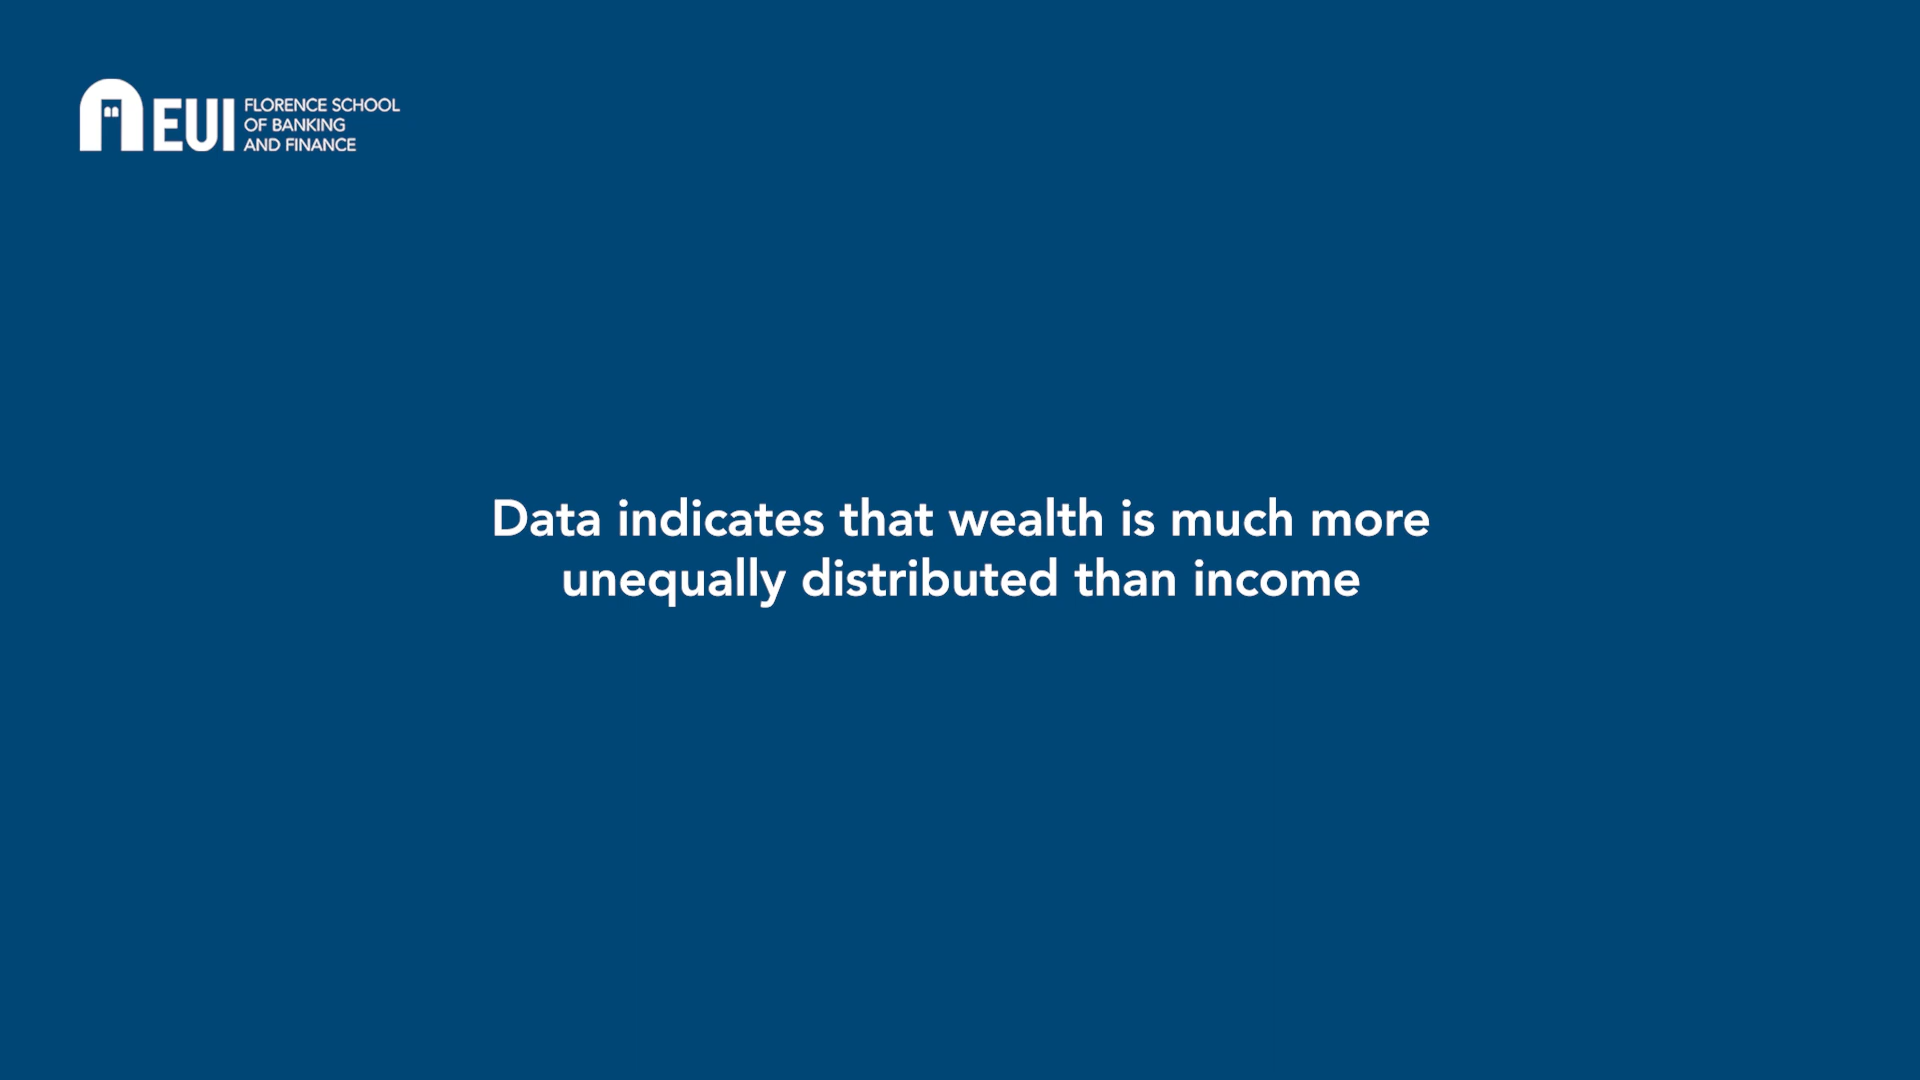 EUI
FLORENCE SCHOOL
OF BANKING
AND FINANCE
Data indicates that wealth is much more
unequally distributed than income